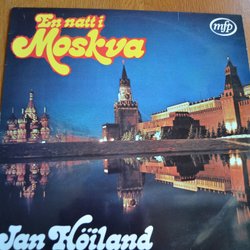 En natt i
Moskva
mfp
Jan Höiland